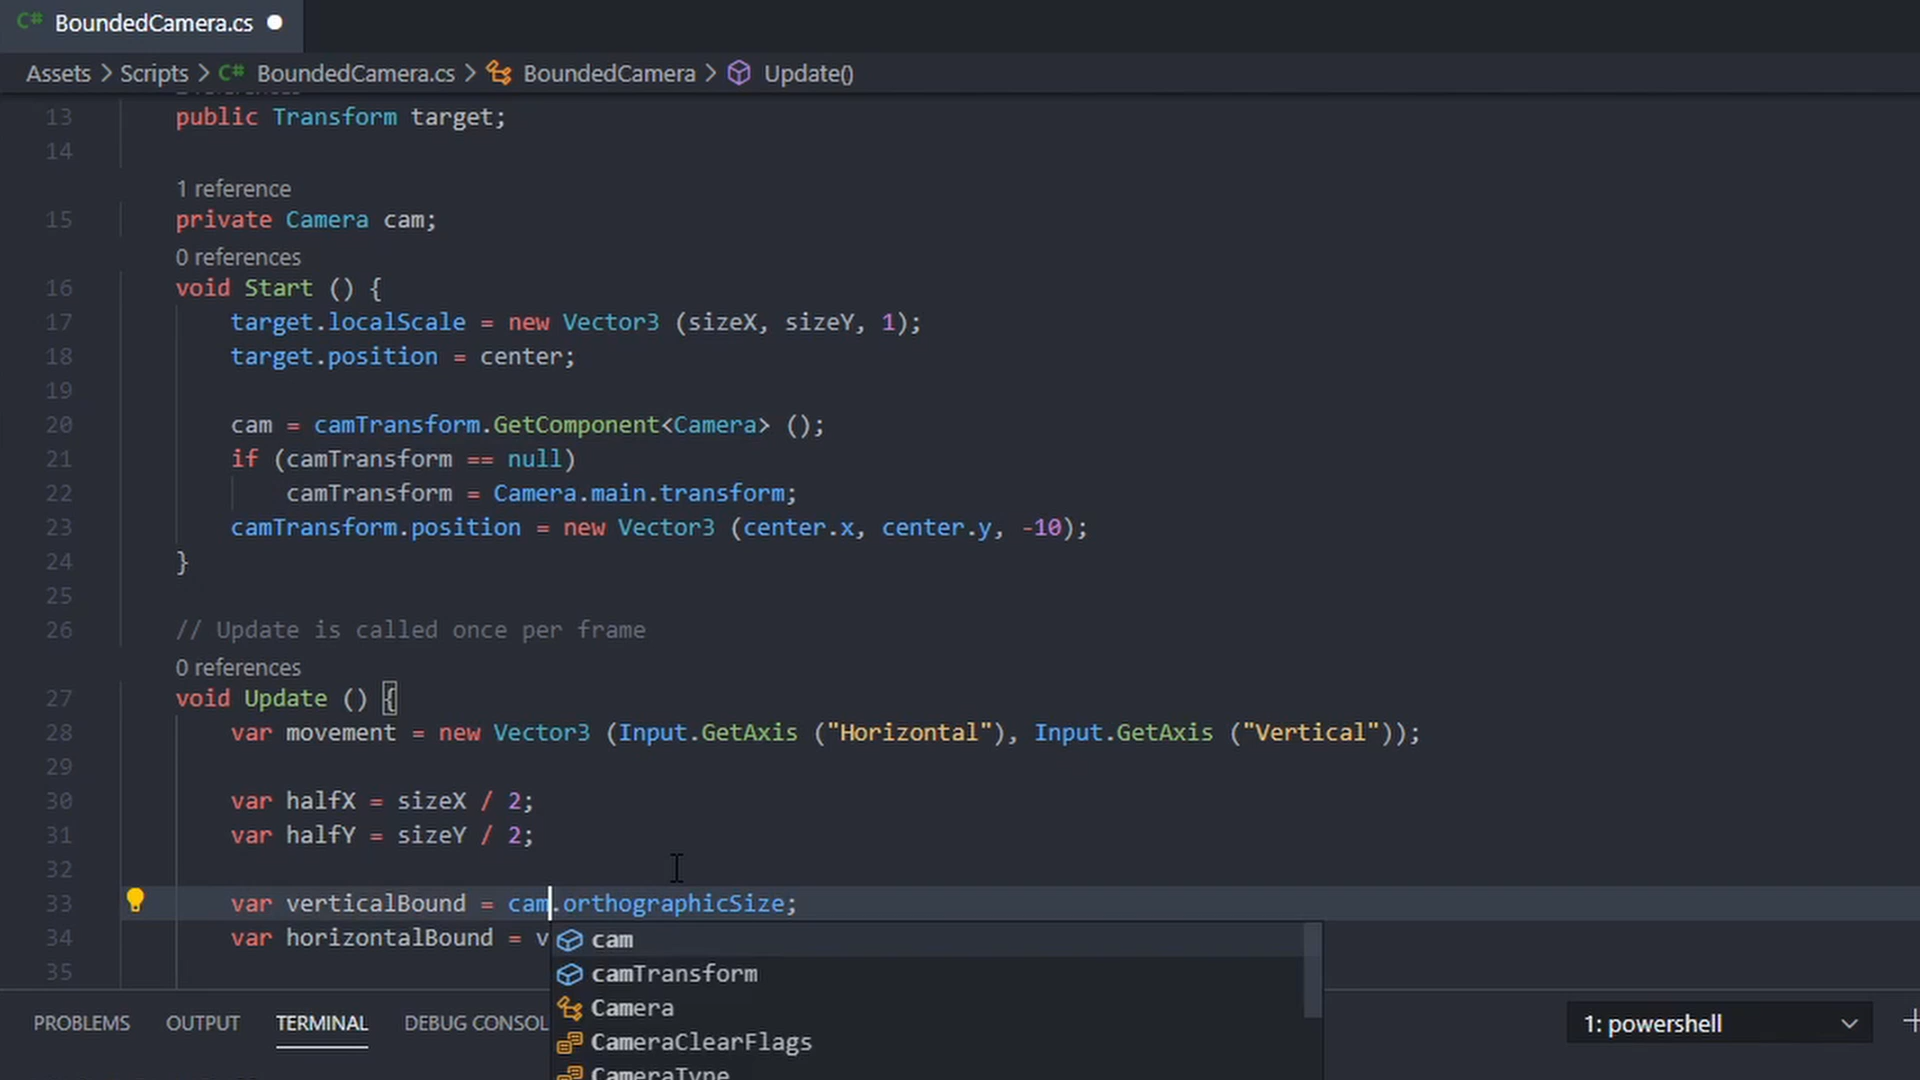 C# BoundedCamera.cs
Assets > Scripts > C# BoundedCamera.cs > BoundedCamera > Update()
13 public Transform target;
14
1 reference
15 private Camera cam;
0 references
16 void Start () {
17 target.localScale = new Vector3 (sizeX, sizeY, 1);
18 target.position = center;
19
20 cam = camTransform.GetComponent<Camera> ();
21 if (camTransform == null)
22 camTransform = Camera.main.transform;
23 camTransform.position = new Vector3 (center.x, center.y, -10);
24 }
25
26 // Update is called once per frame
0 references
27 void Update () {
28 var movement = new Vector3 (Input.GetAxis ("Horizontal"), Input.GetAxis ("Vertical"));
29
30 var halfX = sizeX / 2;
31 var halfY = sizeY / 2;
32
33 var verticalBound = cam.orthographicSize;
34 var horizontalBound = v
35
cam
camTransform
Camera
CameraClearFlags
CameraType
PROBLEMS OUTPUT TERMINAL DEBUG CONSOL
1: powershell